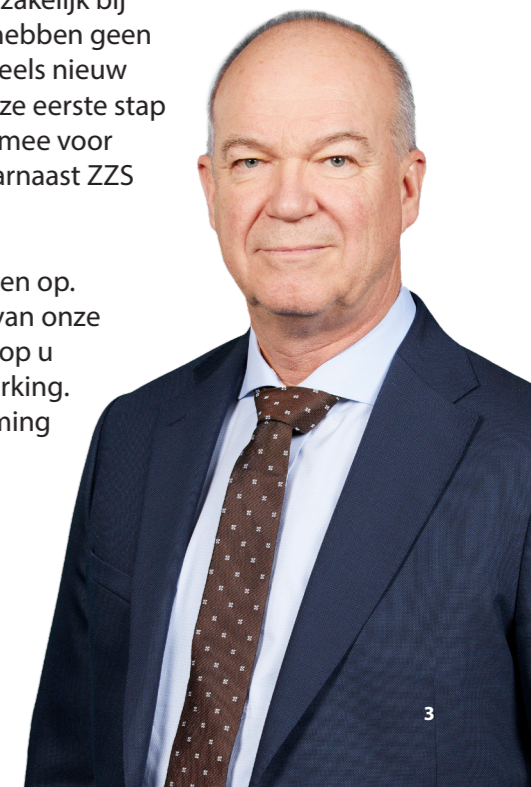 zakelijk bij
hebben geen
eels nieuw
ze eerste stap
mee voor
arnaast ZZS
en op.
van onze
op u
rking.
ming
3